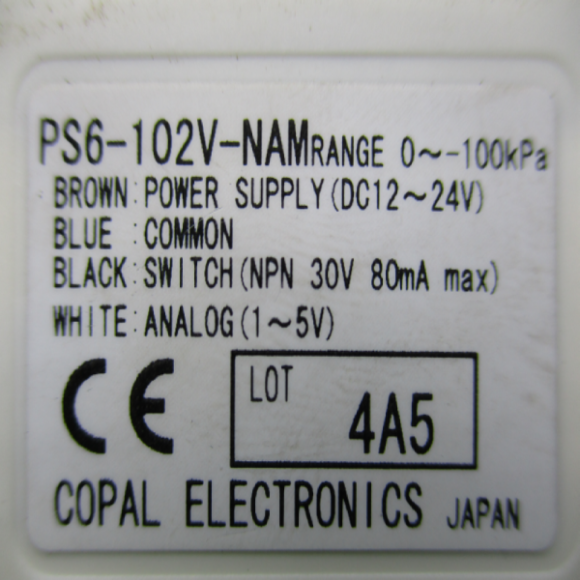 PS6-102V-NAM RANGE 0～-100kPa
BROWN:POWER SUPPLY(DC12～24V)
BLUE :COMMON
BLACK:SWITCH(NPN 30V 80mA max)
WHITE:ANALOG(1～5V)
CE
LOT
4A5
COPAL ELECTRONICS JAPAN